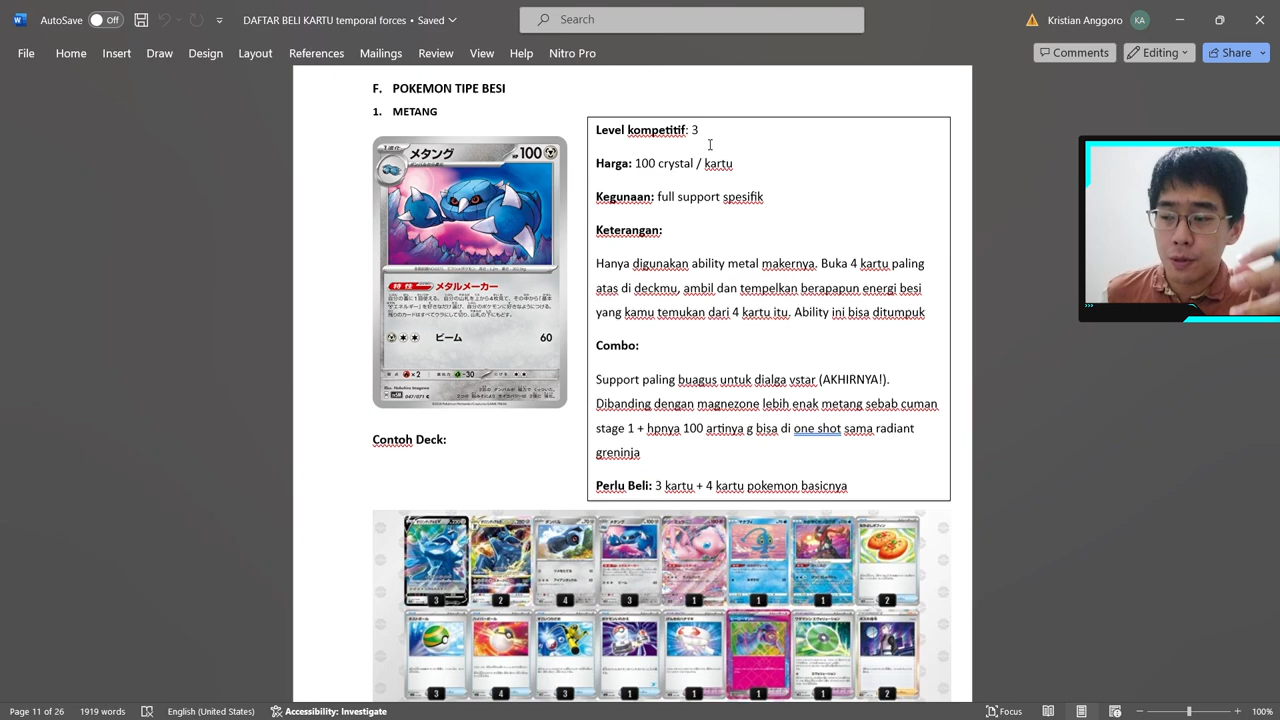 AutoSave Off
DAFTAR BELI KARTU temporal forces • Saved
Search
Kristian Anggoro KA
File Home Insert Draw Design Layout References Mailings Review View Help Nitro Pro
Comments Editing Share
F. POKEMON TIPE BESI
1. METANG
メタング HP 100
メタルメーカー
ビーム 60
047/071 C
Contoh Deck:
Level kompetitif: 3
Harga: 100 crystal / kartu
Kegunaan: full support spesifik
Keterangan:
Hanya digunakan ability metal makernya. Buka 4 kartu paling
atas di deckmu, ambil dan tempelkan berapapun energi besi
yang kamu temukan dari 4 kartu itu. Ability ini bisa ditumpuk
Combo:
Support paling buagus untuk dialga vstar (AKHIRNYA!).
Dibanding dengan magnezone lebih enak metang sebab cuman
stage 1 + hpnya 100 artinya g bisa di one shot sama radiant
greninja
Perlu Beli: 3 kartu + 4 kartu pokemon basicnya
3 2 4 3 1 1 1 2
3 4 3 1 1 1 1 2
Page 11 of 26 1919 words English (United States) Accessibility: Investigate Focus 100%